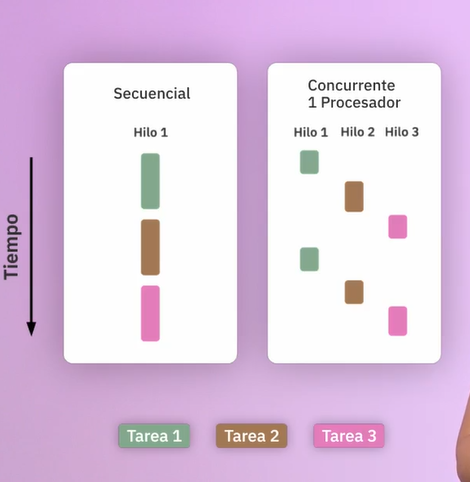 Secuencial
Hilo 1
Concurrente
1 Procesador
Hilo 1 Hilo 2 Hilo 3
Tiempo
Tarea 1 Tarea 2 Tarea 3